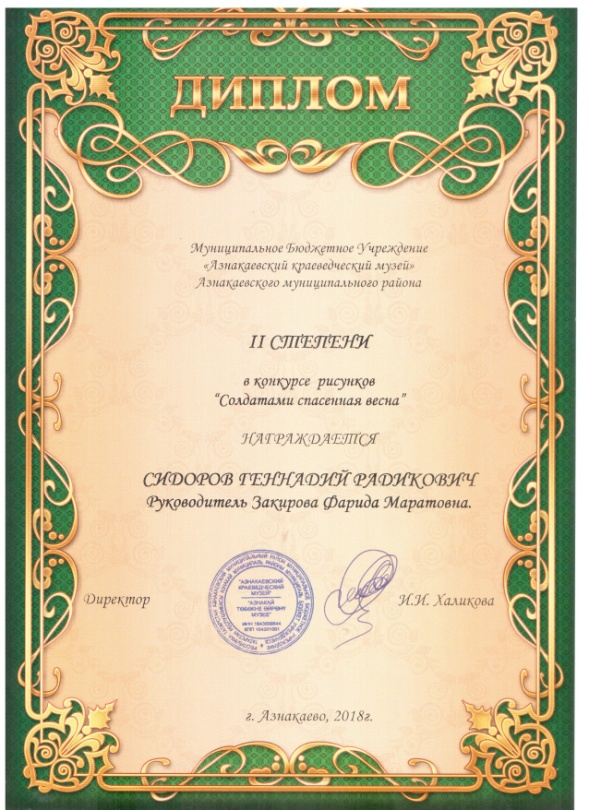 ДИПЛОМ
Муниципальное Бюджетное Учреждение
«Азнакаевский краеведческий музей»
Азнакаевского муниципального района
II СТЕПЕНИ
в конкурсе рисунков
“Солдатами спасенная весна”
НАГРАЖДАЕТСЯ
СИДОРОВ ГЕННАДИЙ РАДИКОВИЧ
Руководитель Закирова Фарида Маратовна.
"АЗНАКАЕВСКИЙ
КРАЕВЕДЧЕСКИЙ
МУЗЕЙ"
"АЗНАКАЙ
ТӨБӘКНЕ ӨЙРӘНҮ
МУЗЕЕ"
Директор
И.И. Халикова
г. Азнакаево, 2018г.